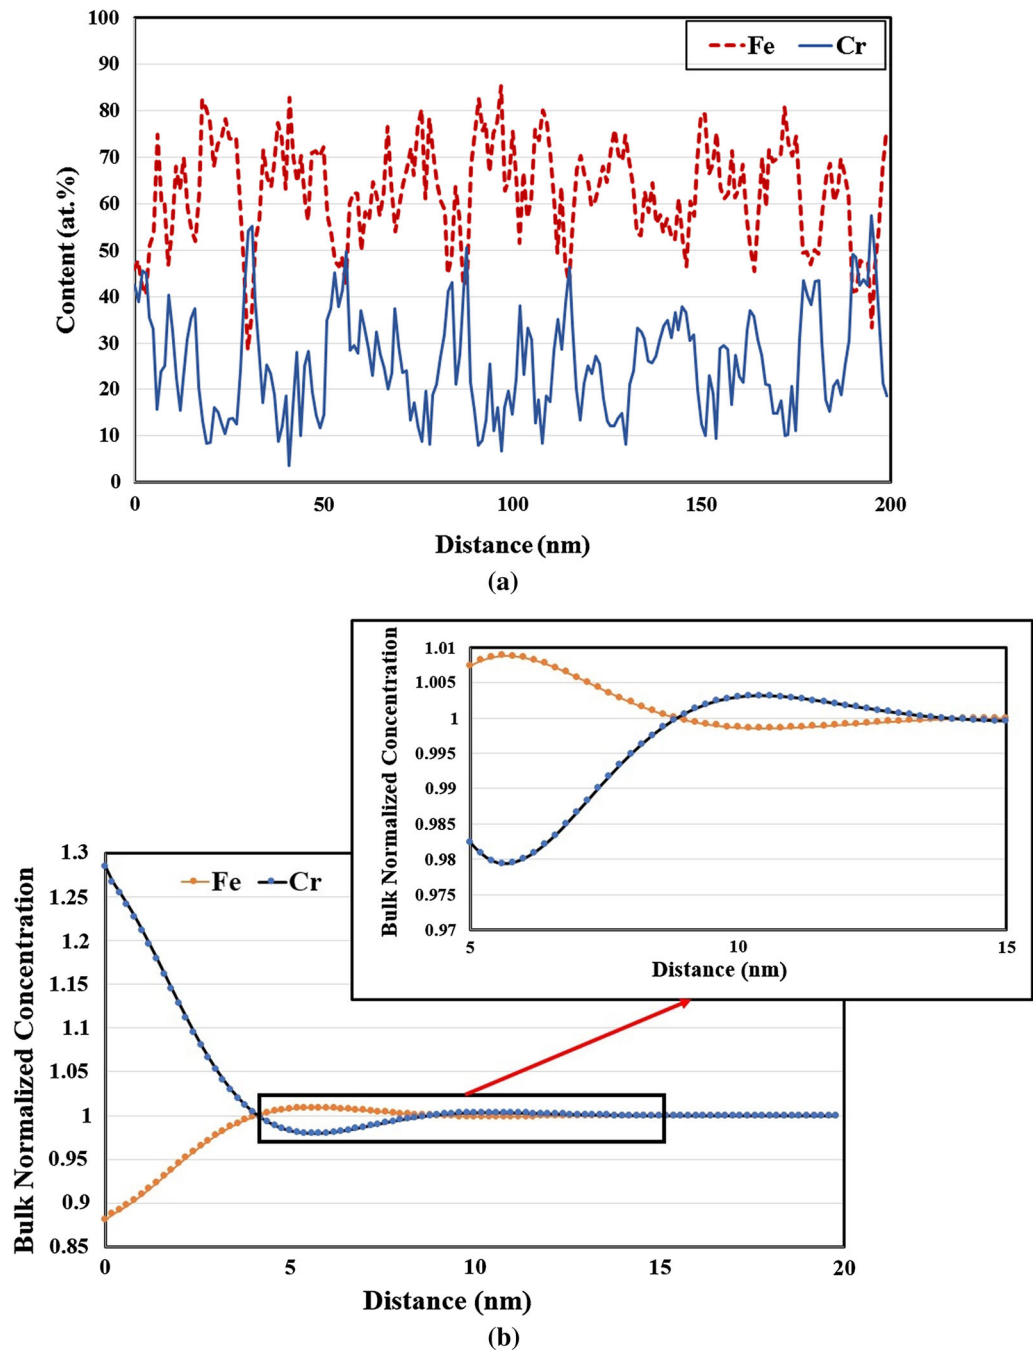 100
90
80
70
60
50
40
30
20
10
0
Content (at.%)
Fe Cr
0 50 100 150 200
Distance (nm)
(a)
1.01
1.005
1
0.995
0.99
0.985
0.98
0.975
0.97
Bulk Normalized Concentration
5 10 15
Distance (nm)
1.3
1.25
1.2
1.15
1.1
1.05
1
0.95
0.9
0.85
Bulk Normalized Concentration
Fe Cr
0 5 10 15 20
Distance (nm)
(b)